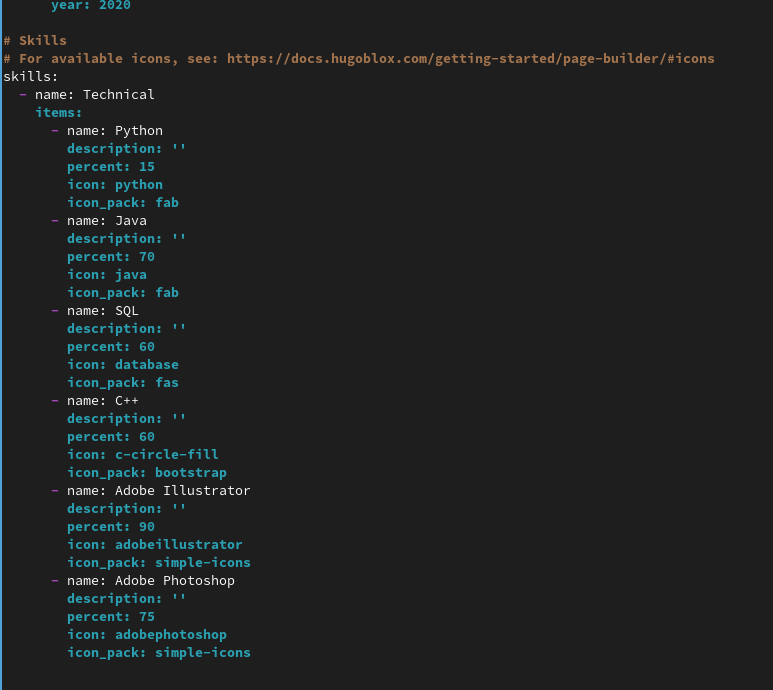 year: 2020
# Skills
# For available icons, see: https://docs.hugoblox.com/getting-started/page-builder/#icons
skills:
  - name: Technical
    items:
      - name: Python
        description: ''
        percent: 15
        icon: python
        icon_pack: fab
      - name: Java
        description: ''
        percent: 70
        icon: java
        icon_pack: fab
      - name: SQL
        description: ''
        percent: 60
        icon: database
        icon_pack: fas
      - name: C++
        description: ''
        percent: 60
        icon: c-circle-fill
        icon_pack: bootstrap
      - name: Adobe Illustrator
        description: ''
        percent: 90
        icon: adobeillustrator
        icon_pack: simple-icons
      - name: Adobe Photoshop
        description: ''
        percent: 75
        icon: adobephotoshop
        icon_pack: simple-icons